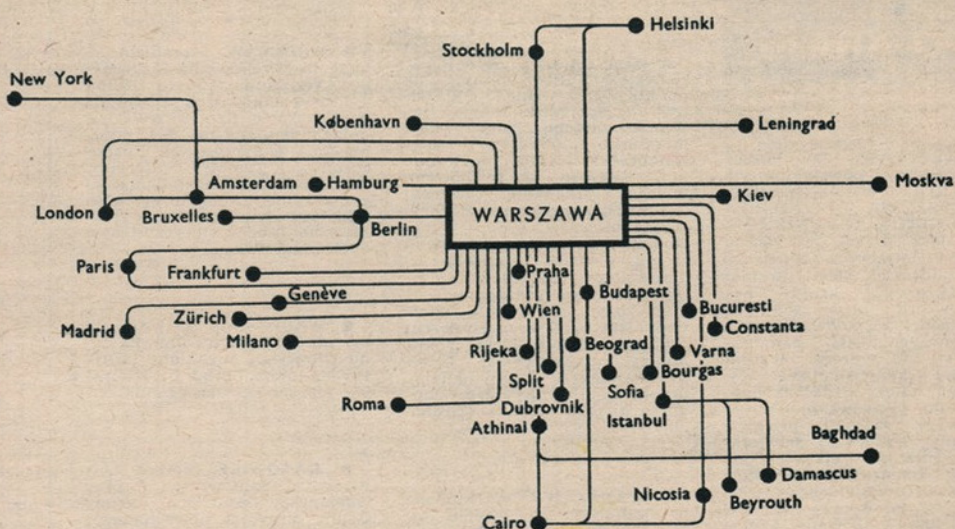 Helsinki
Stockholm
New York
København
Leningrad
Amsterdam
Hamburg
Moskva
Kiev
London
Bruxelles
WARSZAWA
Berlin
Paris
Frankfurt
Praha
Genève
Budapest
Madrid
Zürich
Wien
Bucuresti
Constanta
Milano
Rijeka
Beograd
Varna
Split
Bourgas
Roma
Dubrovnik
Sofia
Istanbul
Athinai
Baghdad
Damascus
Nicosia
Beyrouth
Cairo